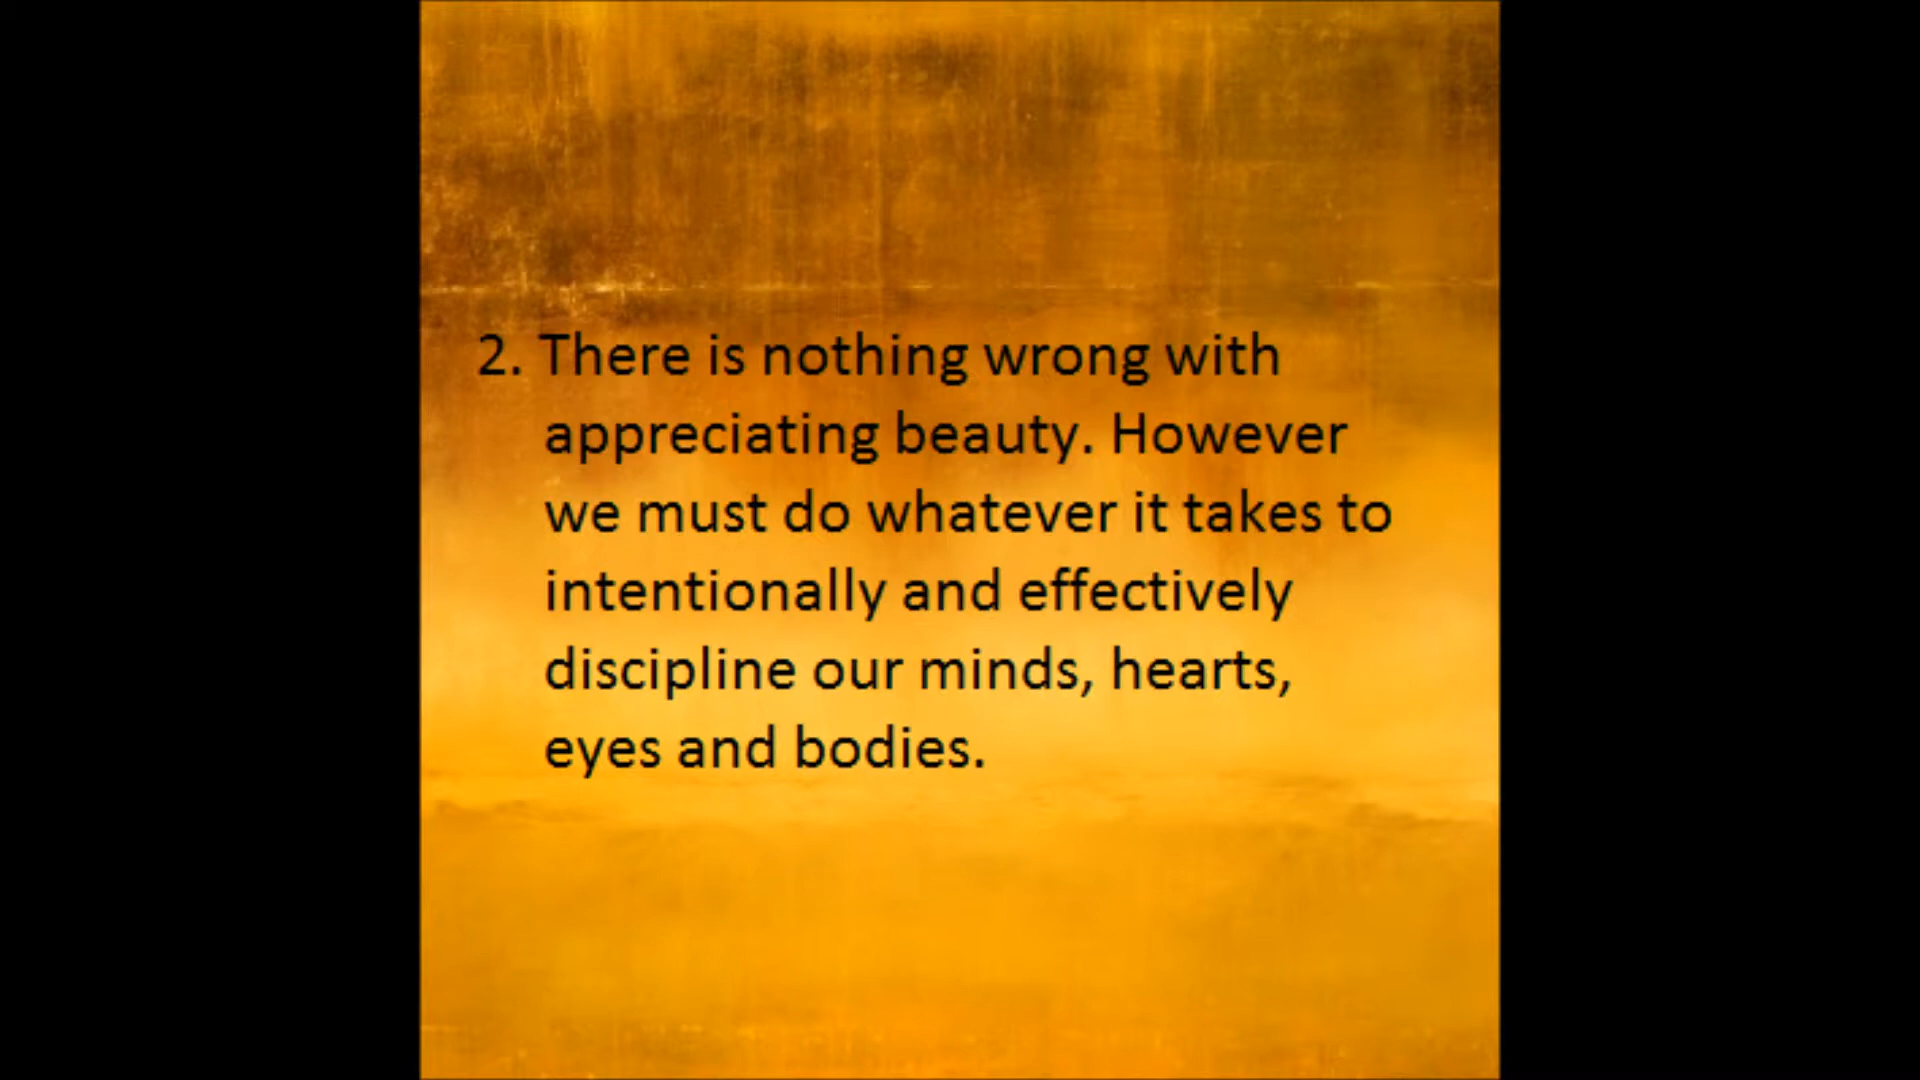 2. There is nothing wrong with
appreciating beauty. However
we must do whatever it takes to
intentionally and effectively
discipline our minds, hearts,
eyes and bodies.